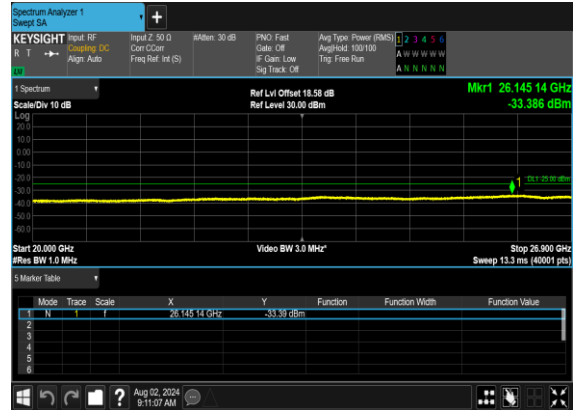 Spectrum Analyzer 1
Swept SA
+
KEYSIGHT Input: RF Input Z: 50 Ω #Atten: 30 dB PNO: Fast Avg Type: Power (RMS) 1 2 3 4 5 6
R T Coupling: DC Corr CCorr Gate: Off Avg|Hold: 100/100 A W W W W W
Align: Auto Freq Ref: Int (S) IF Gain: Low Trig: Free Run
LM Sig Track: Off A N N N N N
1 Spectrum Ref Lvl Offset 18.58 dB Mkr1 26.145 14 GHz
Scale/Div 10 dB Ref Level 30.00 dBm -33.386 dBm
Log
20.0
10.0
0.00
-10.0
-20.0
-30.0
-40.0
-50.0
-60.0
1 DL1 -25.00 dBm
Start 20.000 GHz Video BW 3.0 MHz* Stop 26.900 GHz
#Res BW 1.0 MHz Sweep 13.3 ms (40001 pts)
5 Marker Table
Mode Trace Scale X Y Function Function Width Function Value
1 N 1 f 26.145 14 GHz -33.39 dBm
2
3
4
5
6
? Aug 02, 2024
9:11:07 AM